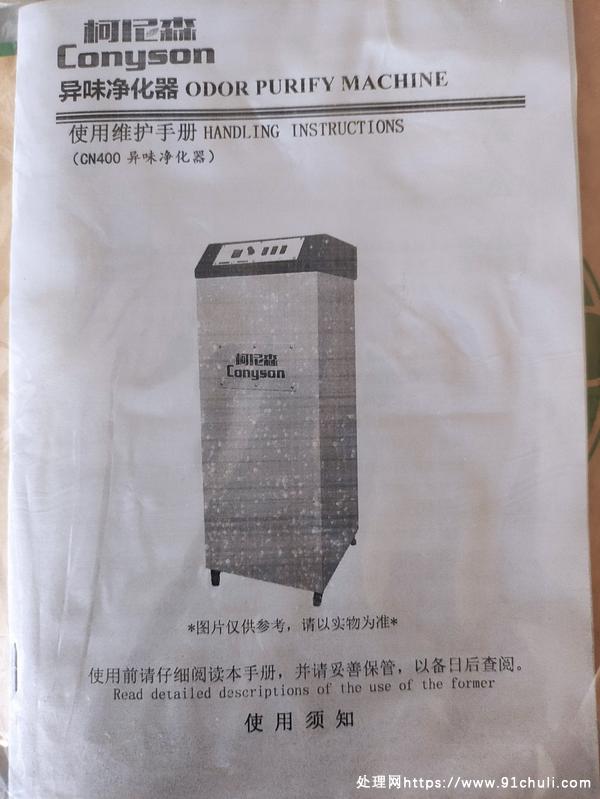 柯尼森
Conyson
异味净化器 ODOR PURIFY MACHINE
使用维护手册 HANDLING INSTRUCTIONS
(CN400 异味净化器)
柯尼森
Conyson
*图片仅供参考，请以实物为准*
使用前请仔细阅读本手册，并请妥善保管，以备日后查阅。
Read detailed descriptions of the use of the former
使用须知
处理网https://www.91chuli.com